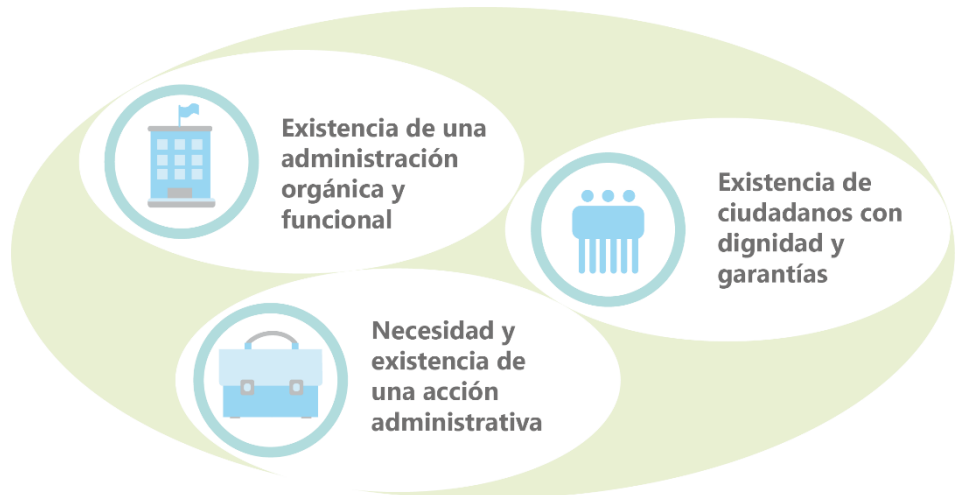 Existencia de una
administración
orgánica y
funcional
Existencia de
ciudadanos con
dignidad y
garantías
Necesidad y
existencia de
una acción
administrativa